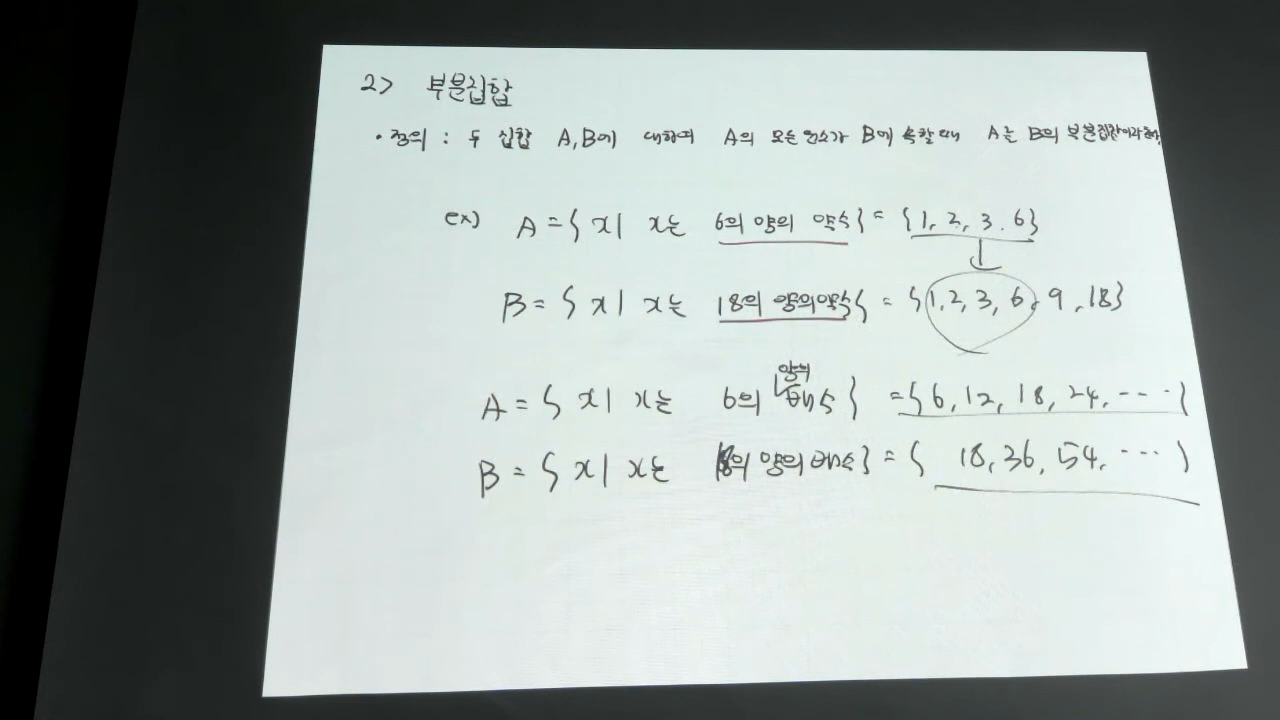 2> 부분집합
• 정의 : 두 집합 A, B에 대하여 A의 모든 원소가 B에 속할 때 A는 B의 부분집합이라 한다.
ex) A = { x | x는 6의 양의 약수 } = { 1, 2, 3. 6 }
B = { x | x는 18의 양의 약수 } = { 1, 2, 3, 6, 9, 18 }
A = { x | x는 6의 양의 배수 } = { 6, 12, 18, 24, ---- }
B = { x | x는 18의 양의 배수 } = { 18, 36, 54, ---- }